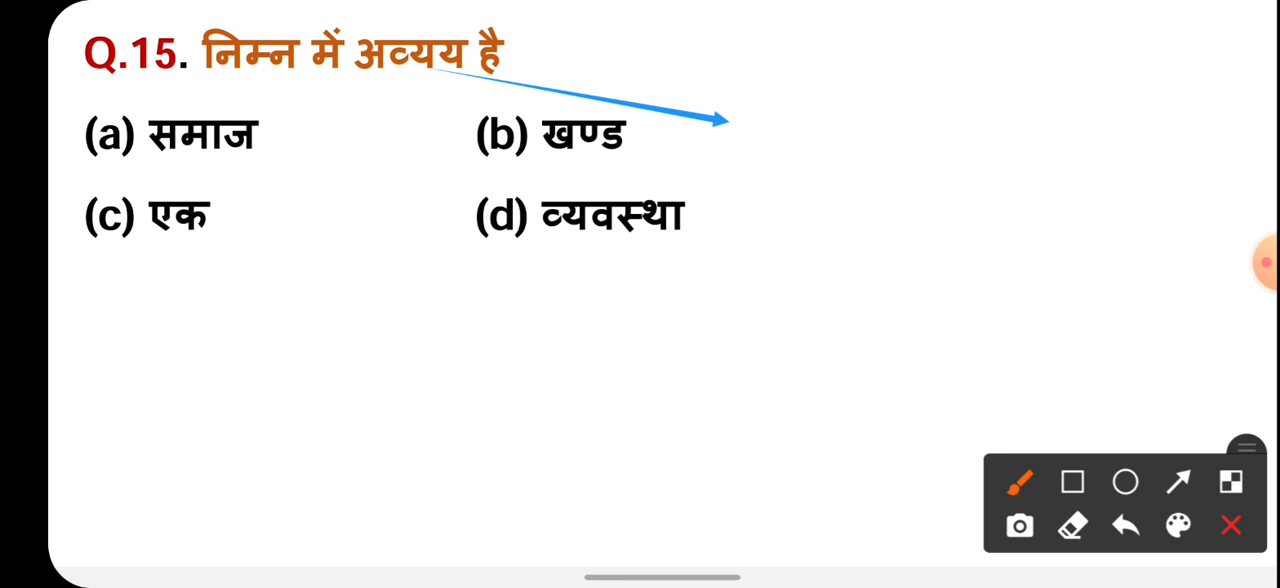 Q.15. निम्न में अव्यय है
(a) समाज (b) खण्ड
(c) एक (d) व्यवस्था